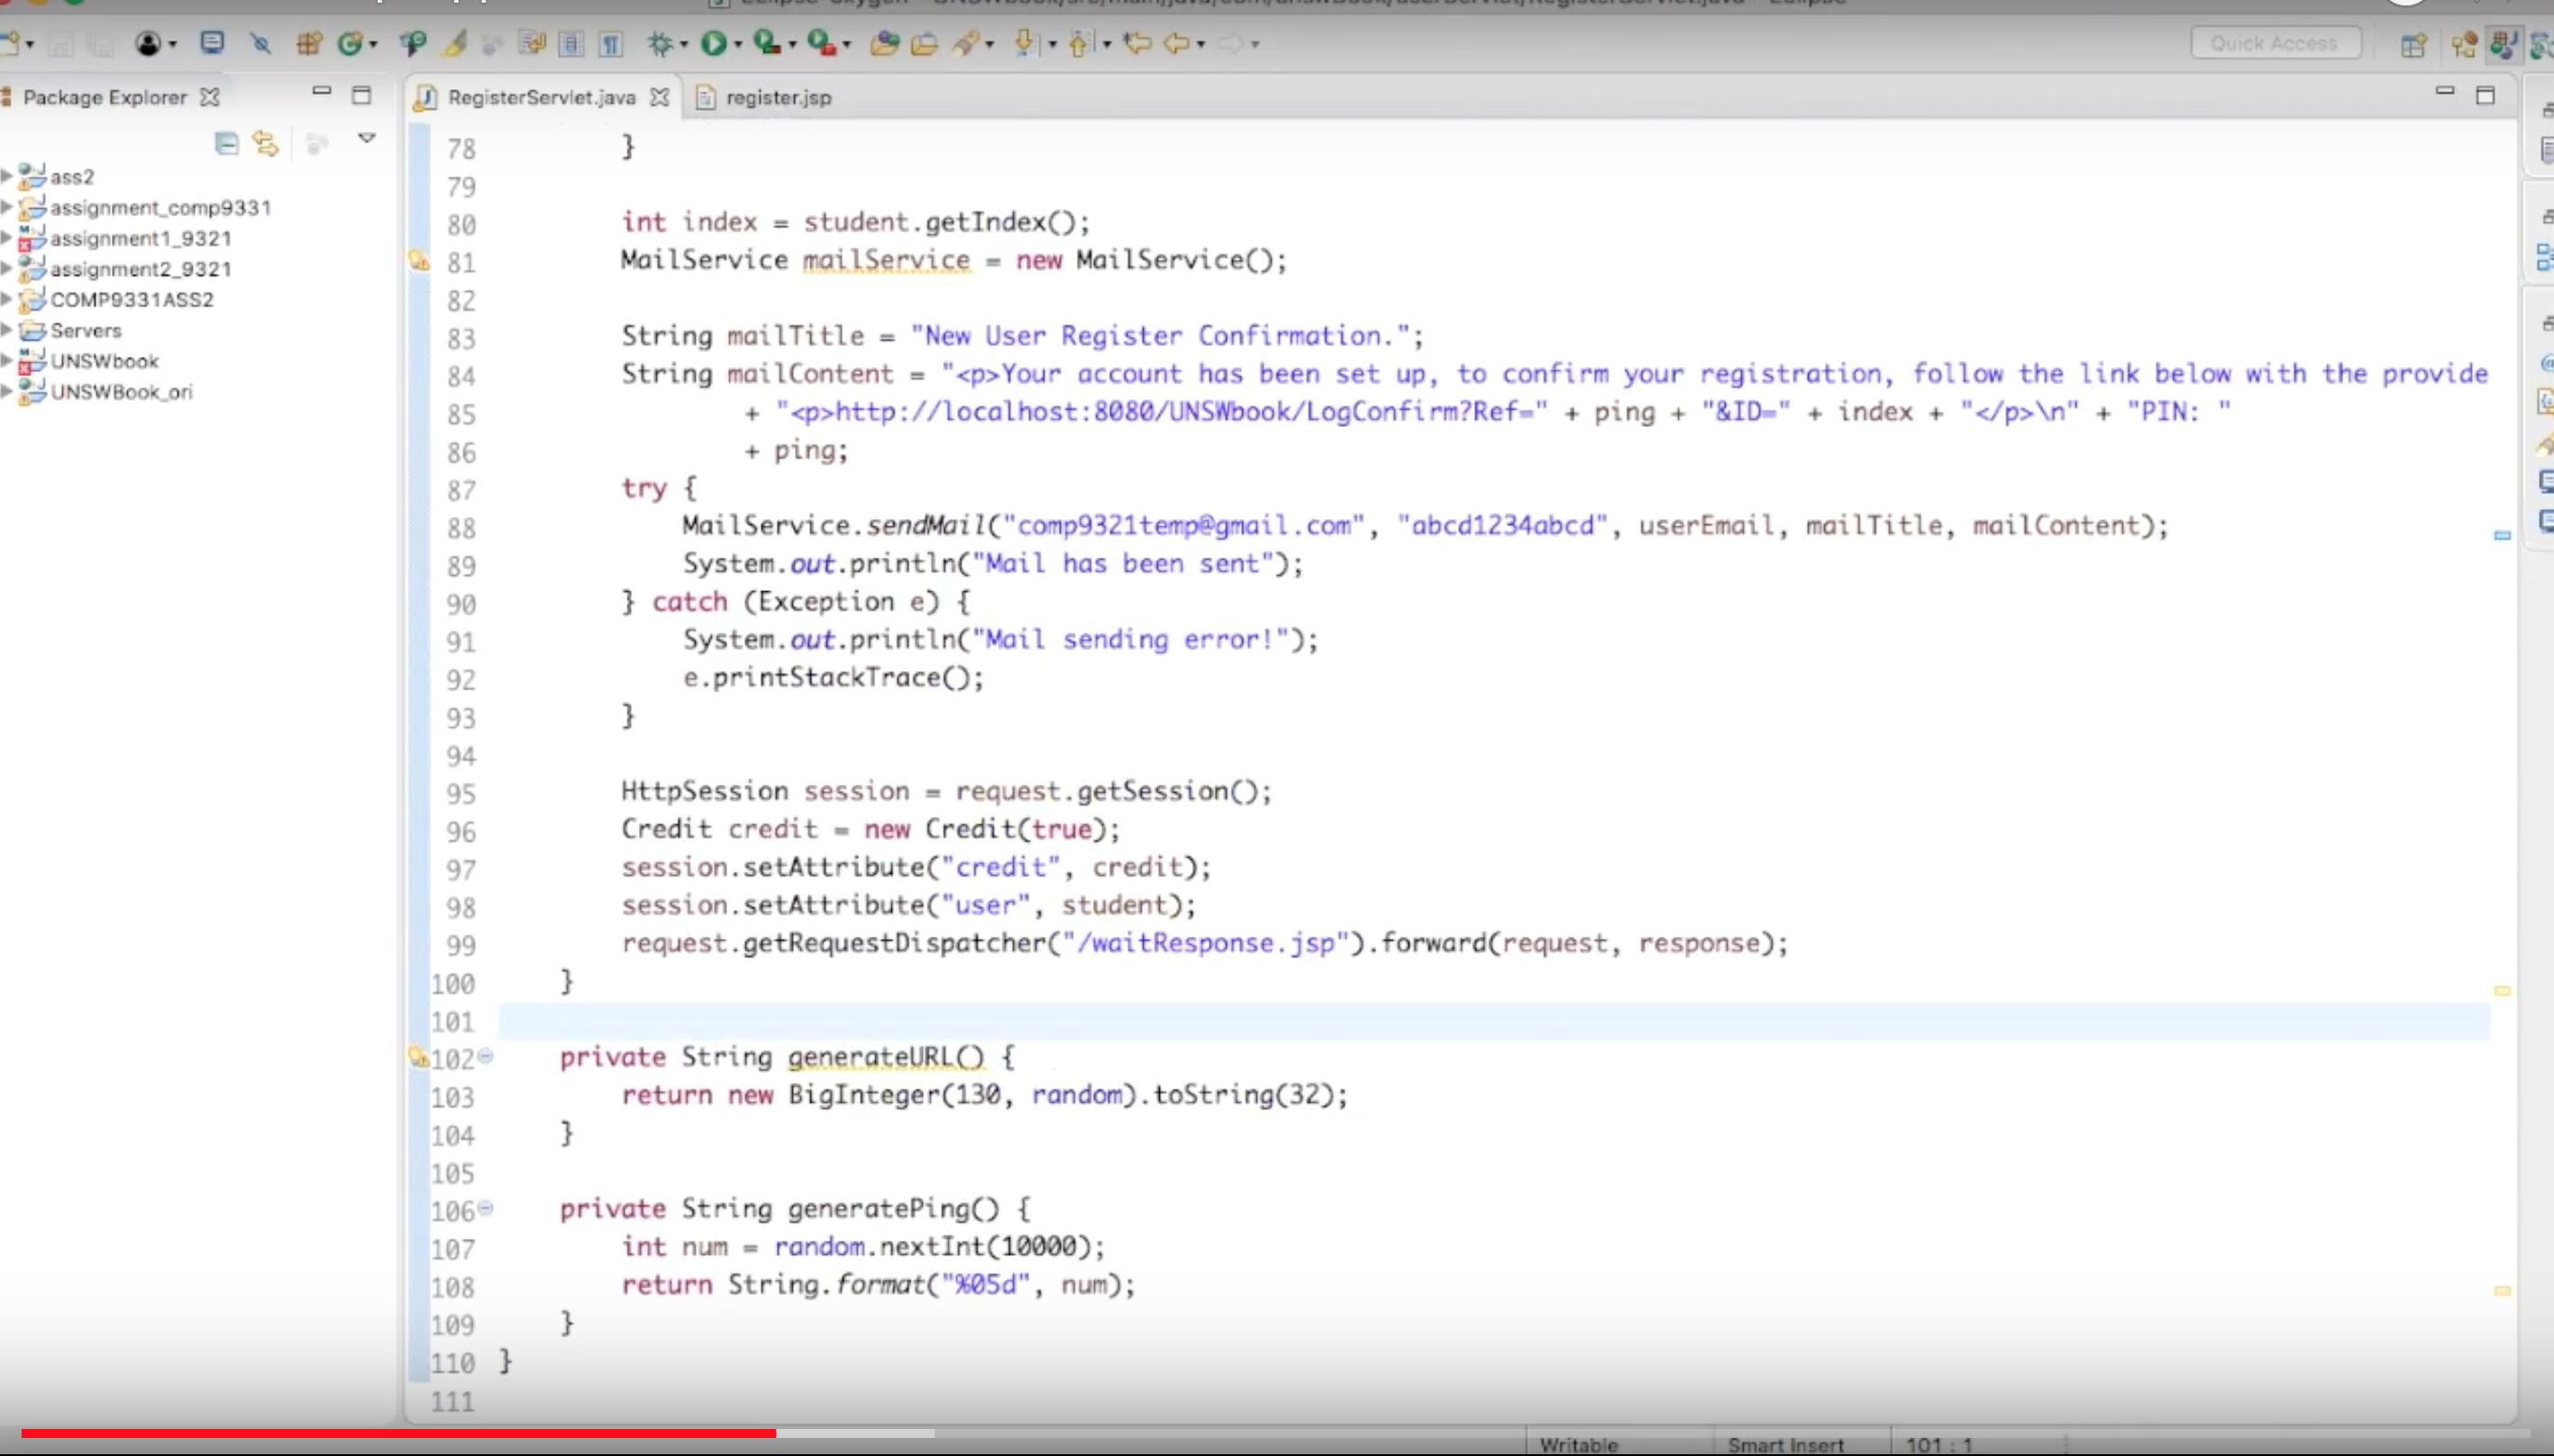 Quick Access
Package Explorer
RegisterServlet.java
register.jsp
ass2
assignment_comp9331
assignment1_9321
assignment2_9321
COMP9331ASS2
Servers
UNSWbook
UNSWBook_ori
78 }
79
80 int index = student.getIndex();
81 MailService mailService = new MailService();
82
83 String mailTitle = "New User Register Confirmation.";
84 String mailContent = "<p>Your account has been set up, to confirm your registration, follow the link below with the provide
85 + "<p>http://localhost:8080/UNSWbook/LogConfirm?Ref=" + ping + "&ID=" + index + "</p>\n" + "PIN: "
86 + ping;
87 try {
88 MailService.sendMail("comp9321temp@gmail.com", "abcd1234abcd", userEmail, mailTitle, mailContent);
89 System.out.println("Mail has been sent");
90 } catch (Exception e) {
91 System.out.println("Mail sending error!");
92 e.printStackTrace();
93 }
94
95 HttpSession session = request.getSession();
96 Credit credit = new Credit(true);
97 session.setAttribute("credit", credit);
98 session.setAttribute("user", student);
99 request.getRequestDispatcher("/waitResponse.jsp").forward(request, response);
100 }
101
102 private String generateURL() {
103 return new BigInteger(130, random).toString(32);
104 }
105
106 private String generatePing() {
107 int num = random.nextInt(10000);
108 return String.format("%05d", num);
109 }
110 }
111
Writable
Smart Insert
101 : 1